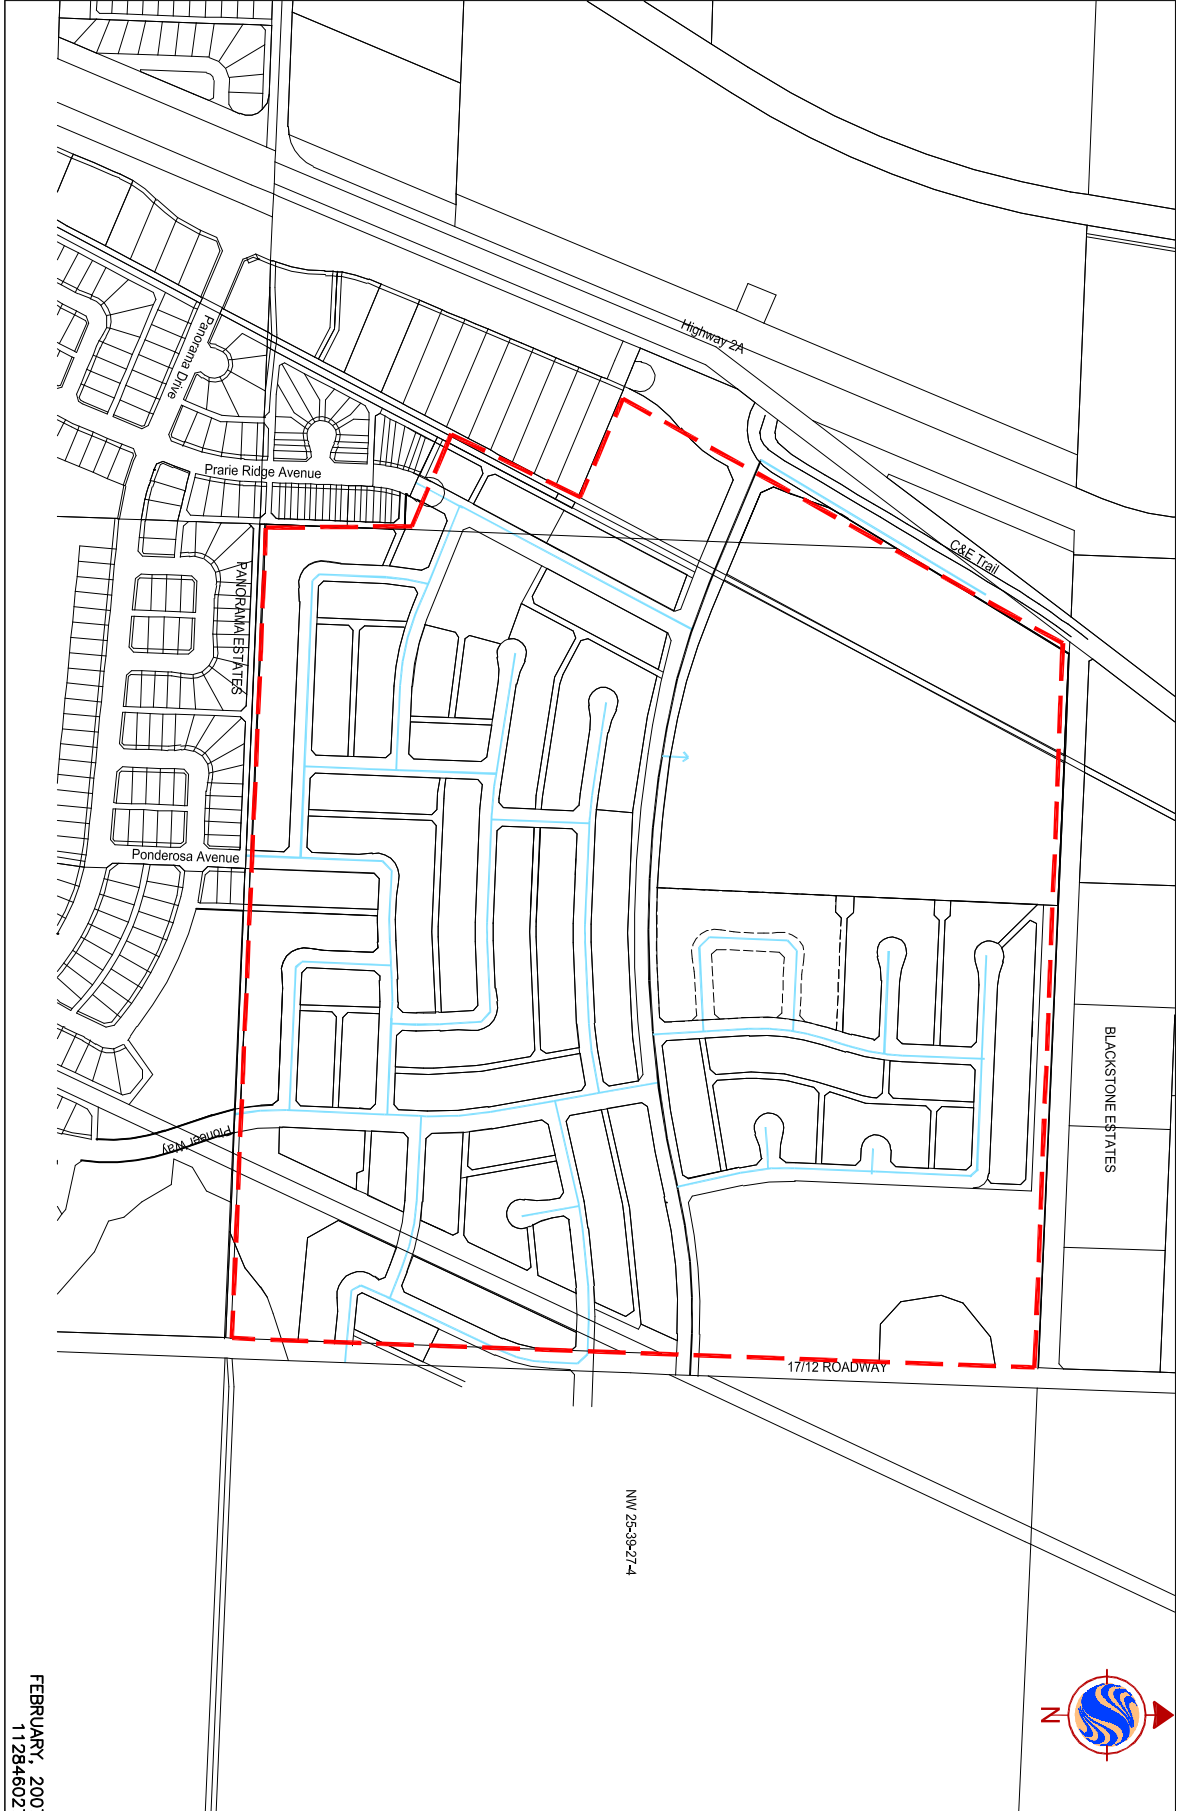 Highway 2A
Panorama Drive
Prarie Ridge Avenue
C&E Trail
PANORAMA ESTATES
Ponderosa Avenue
BLACKSTONE ESTATES
Pioneer Way
17/12 ROADWAY
NW 25-39-27-4
N
FEBRUARY, 200
11284602